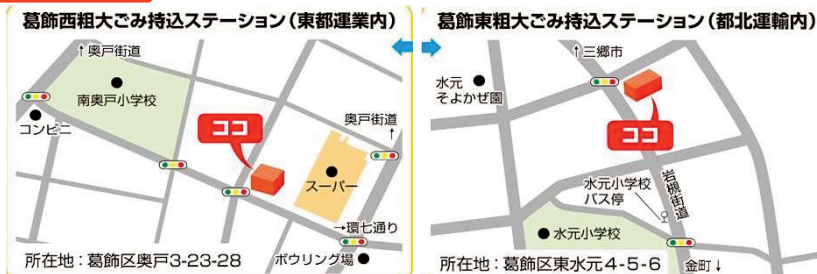 葛飾西粗大ごみ持込ステーション（東都運業内）
↑奥戸街道
南奥戸小学校
コンビニ
ココ
奥戸街道
↑
スーパー
→環七通り
ボウリング場
所在地：葛飾区奥戸3-23-28
葛飾東粗大ごみ持込ステーション（都北運輸内）
↑三郷市
水元
そよかぜ園
ココ
岩槻街道
水元小学校
バス停
水元小学校
所在地：葛飾区東水元4-5-6
金町↓